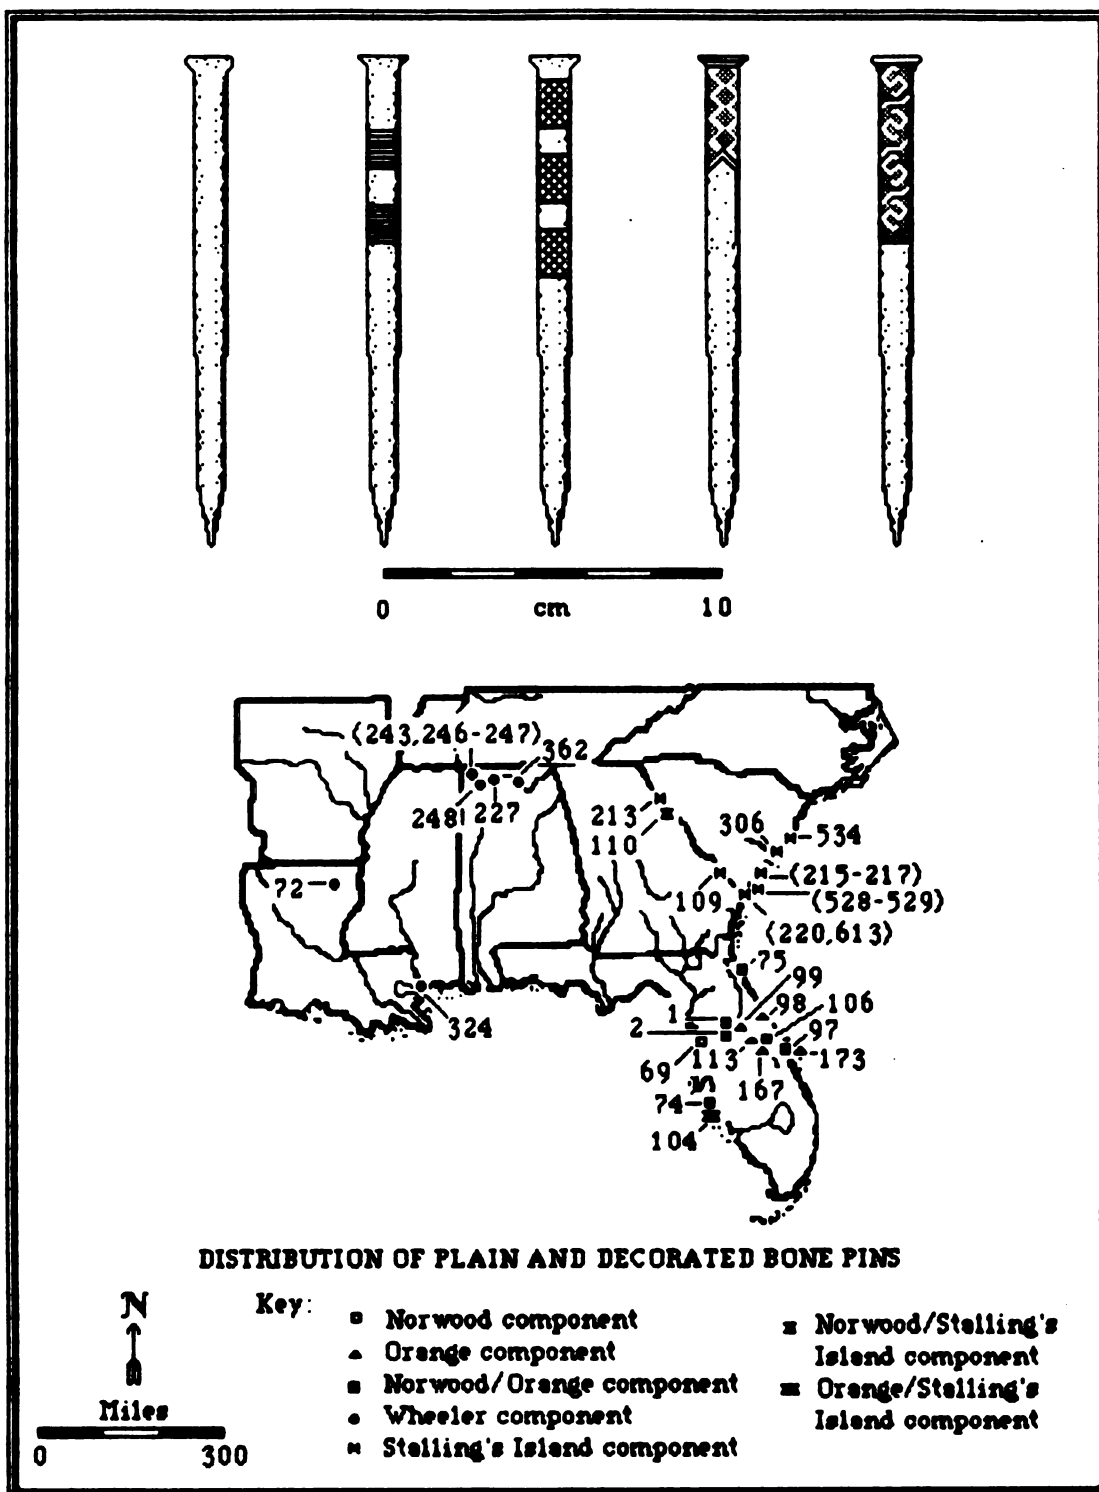 0 cm 10
(243,246-247)
362
248 227
213
110
306
534
72
109
(215-217)
(528-529)
(220,613)
75
99
98 106
1
2
97
324
69
113
173
167
74
104
DISTRIBUTION OF PLAIN AND DECORATED BONE PINS
N
Miles
0 300
Key:
Norwood component
Orange component
Norwood/Orange component
Wheeler component
Stalling's Island component
Norwood/Stalling's
Island component
Orange/Stalling's
Island component